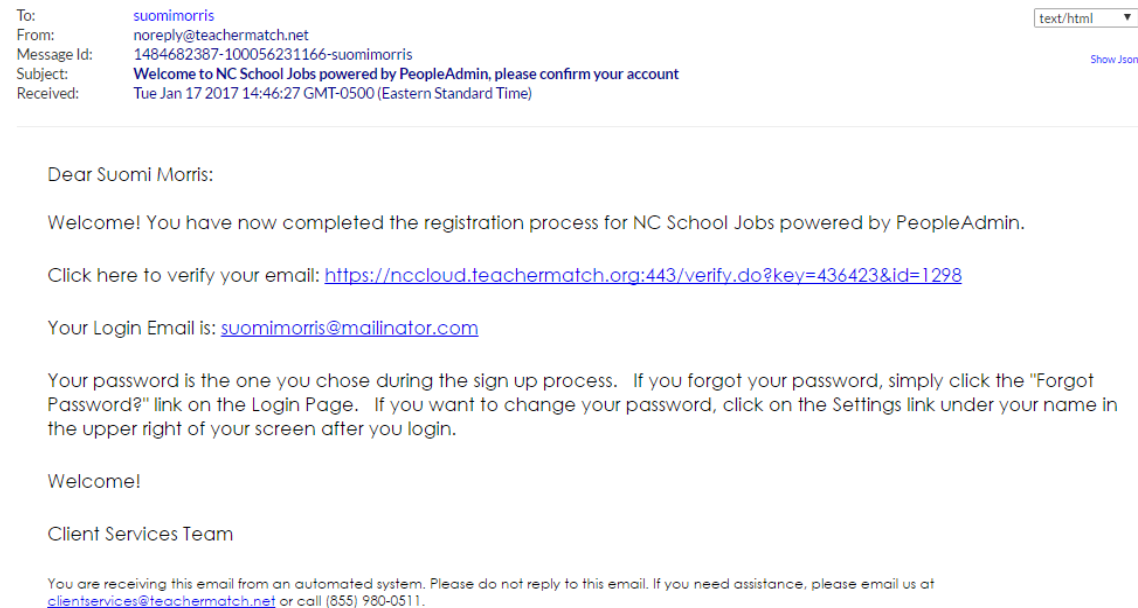 To: suomimorris text/html
From: noreply@teachermatch.net
Message Id: 1484682387-100056231166-suomimorris Show Json
Subject: Welcome to NC School Jobs powered by PeopleAdmin, please confirm your account
Received: Tue Jan 17 2017 14:46:27 GMT-0500 (Eastern Standard Time)
Dear Suomi Morris:
Welcome! You have now completed the registration process for NC School Jobs powered by PeopleAdmin.
Click here to verify your email: https://nccloud.teachermatch.org:443/verify.do?key=436423&id=1298
Your Login Email is: suomimorris@mailinator.com
Your password is the one you chose during the sign up process. If you forgot your password, simply click the "Forgot
Password?" link on the Login Page. If you want to change your password, click on the Settings link under your name in
the upper right of your screen after you login.
Welcome!
Client Services Team
You are receiving this email from an automated system. Please do not reply to this email. If you need assistance, please email us at
clientservices@teachermatch.net or call (855) 980-0511.